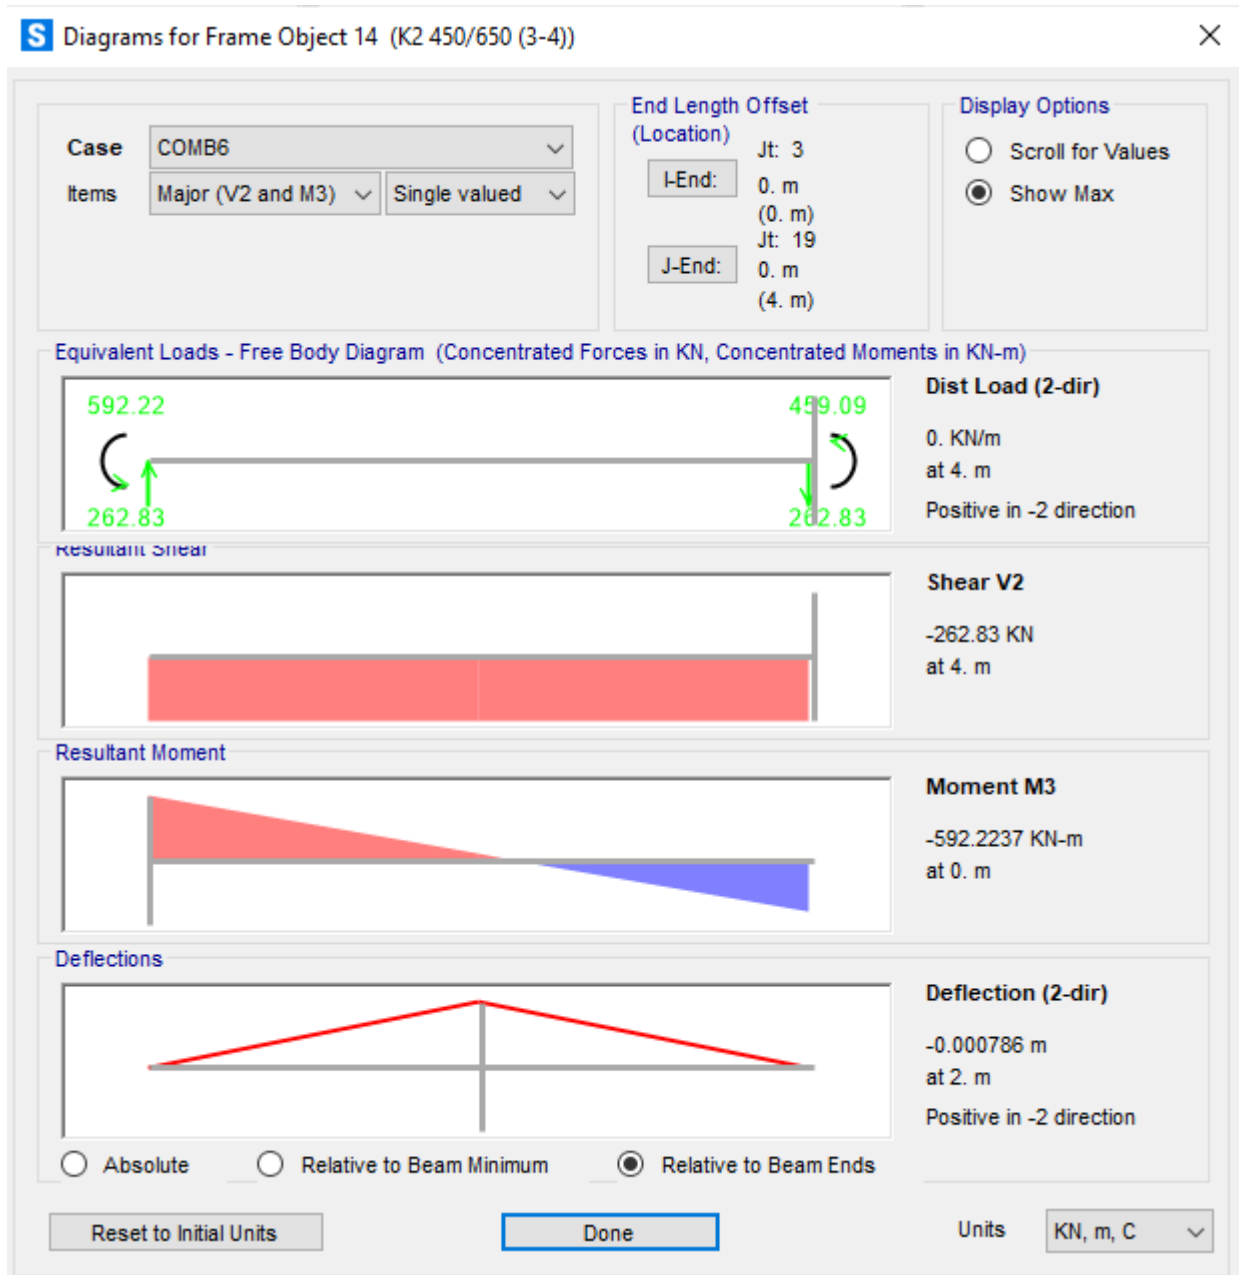 S Diagrams for Frame Object 14 (K2 450/650 (3-4))
Case COMB6
Items Major (V2 and M3) Single valued
End Length Offset
(Location)
Jt: 3
I-End: 0. m
(0. m)
Jt: 19
J-End: 0. m
(4. m)
Display Options
Scroll for Values
Show Max
Equivalent Loads - Free Body Diagram (Concentrated Forces in KN, Concentrated Moments in KN-m)
592.22 459.09
262.83 262.83
Dist Load (2-dir)
0. KN/m
at 4. m
Positive in -2 direction
Resultant Shear
Shear V2
-262.83 KN
at 4. m
Resultant Moment
Moment M3
-592.2237 KN-m
at 0. m
Deflections
Deflection (2-dir)
-0.000786 m
at 2. m
Positive in -2 direction
Absolute Relative to Beam Minimum Relative to Beam Ends
Reset to Initial Units Done Units KN, m, C